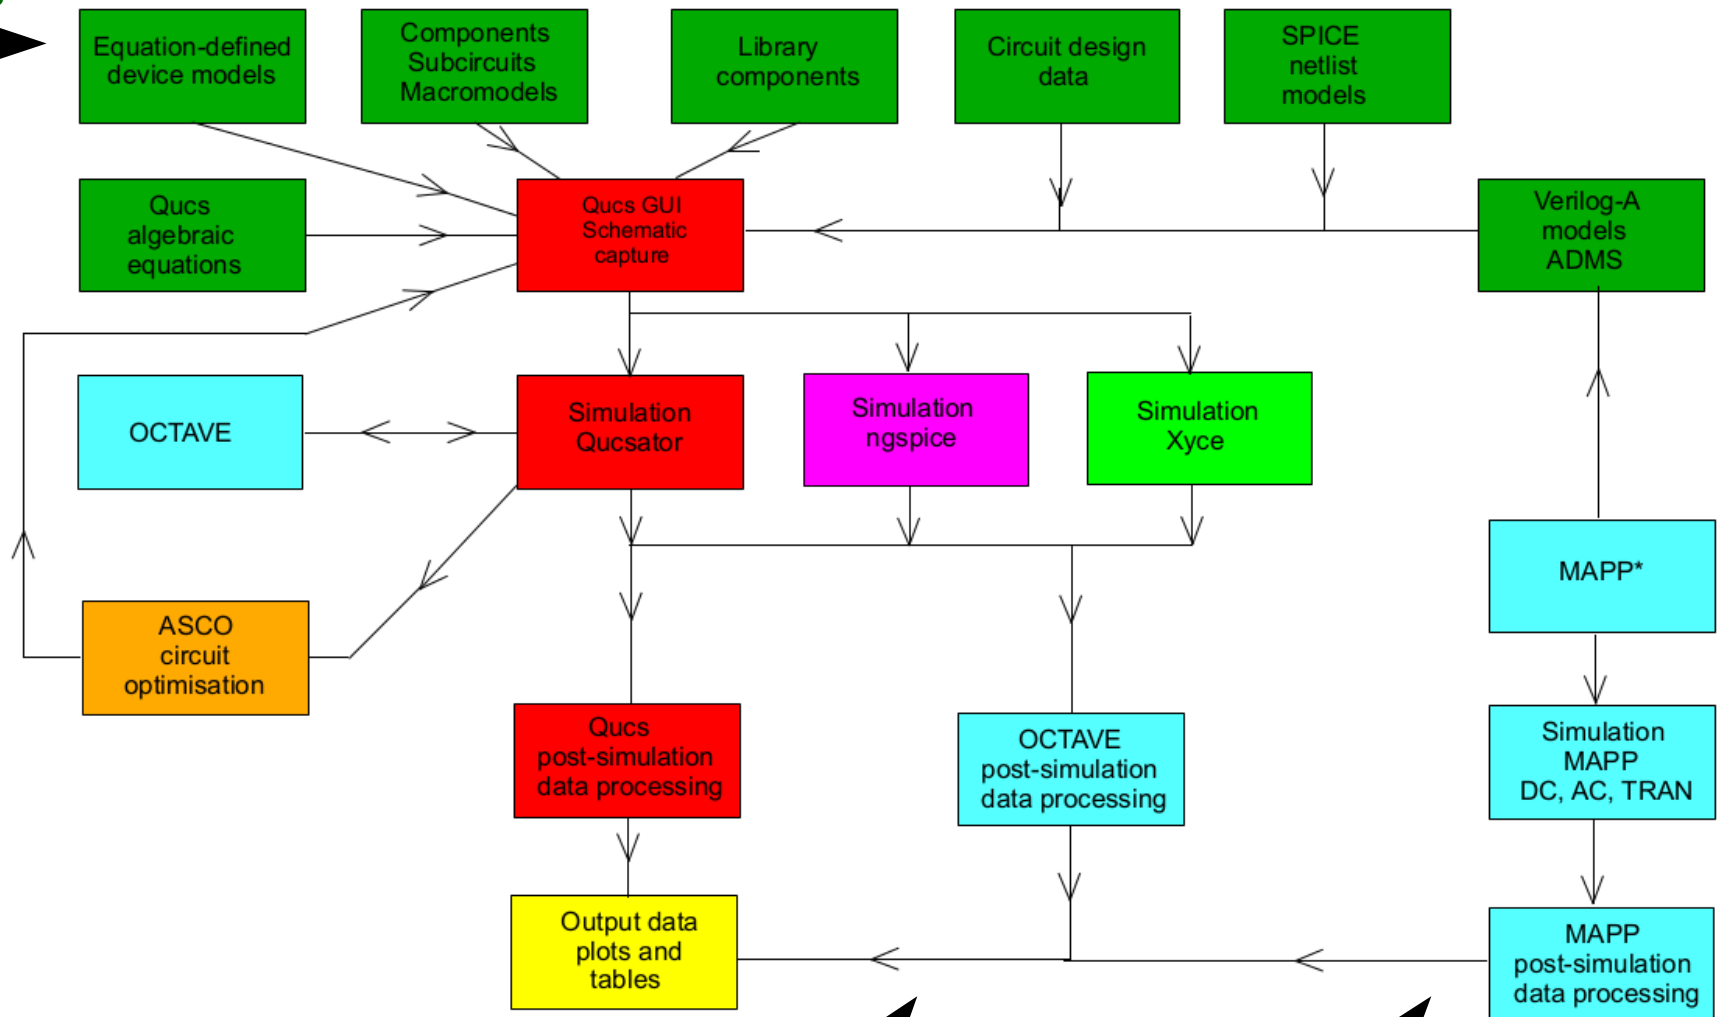 Equation-defined
device models
Components
Subcircuits
Macromodels
Library
components
Circuit design
data
SPICE
netlist
models
Qucs
algebraic
equations
Qucs GUI
Schematic
capture
Verilog-A
models
ADMS
OCTAVE
Simulation
Qucsator
Simulation
ngspice
Simulation
Xyce
MAPP*
ASCO
circuit
optimisation
Qucs
post-simulation
data processing
OCTAVE
post-simulation
data processing
Simulation
MAPP
DC, AC, TRAN
Output data
plots and
tables
MAPP
post-simulation
data processing